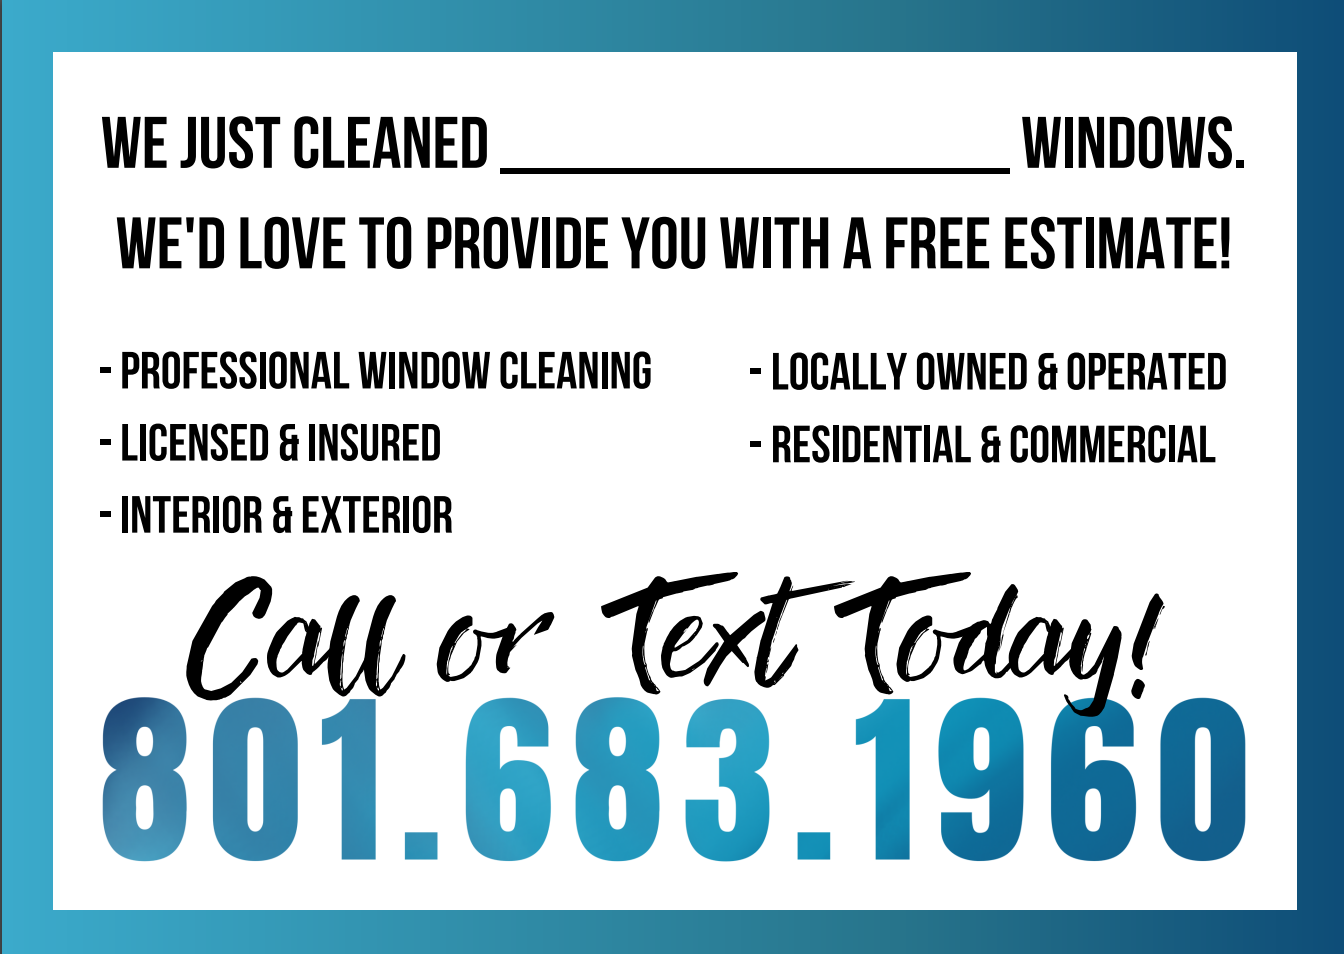 WE JUST CLEANED ____________________ WINDOWS.
WE'D LOVE TO PROVIDE YOU WITH A FREE ESTIMATE!
- PROFESSIONAL WINDOW CLEANING
- LICENSED & INSURED
- INTERIOR & EXTERIOR
- LOCALLY OWNED & OPERATED
- RESIDENTIAL & COMMERCIAL
Call or Text Today!
801.683.1960